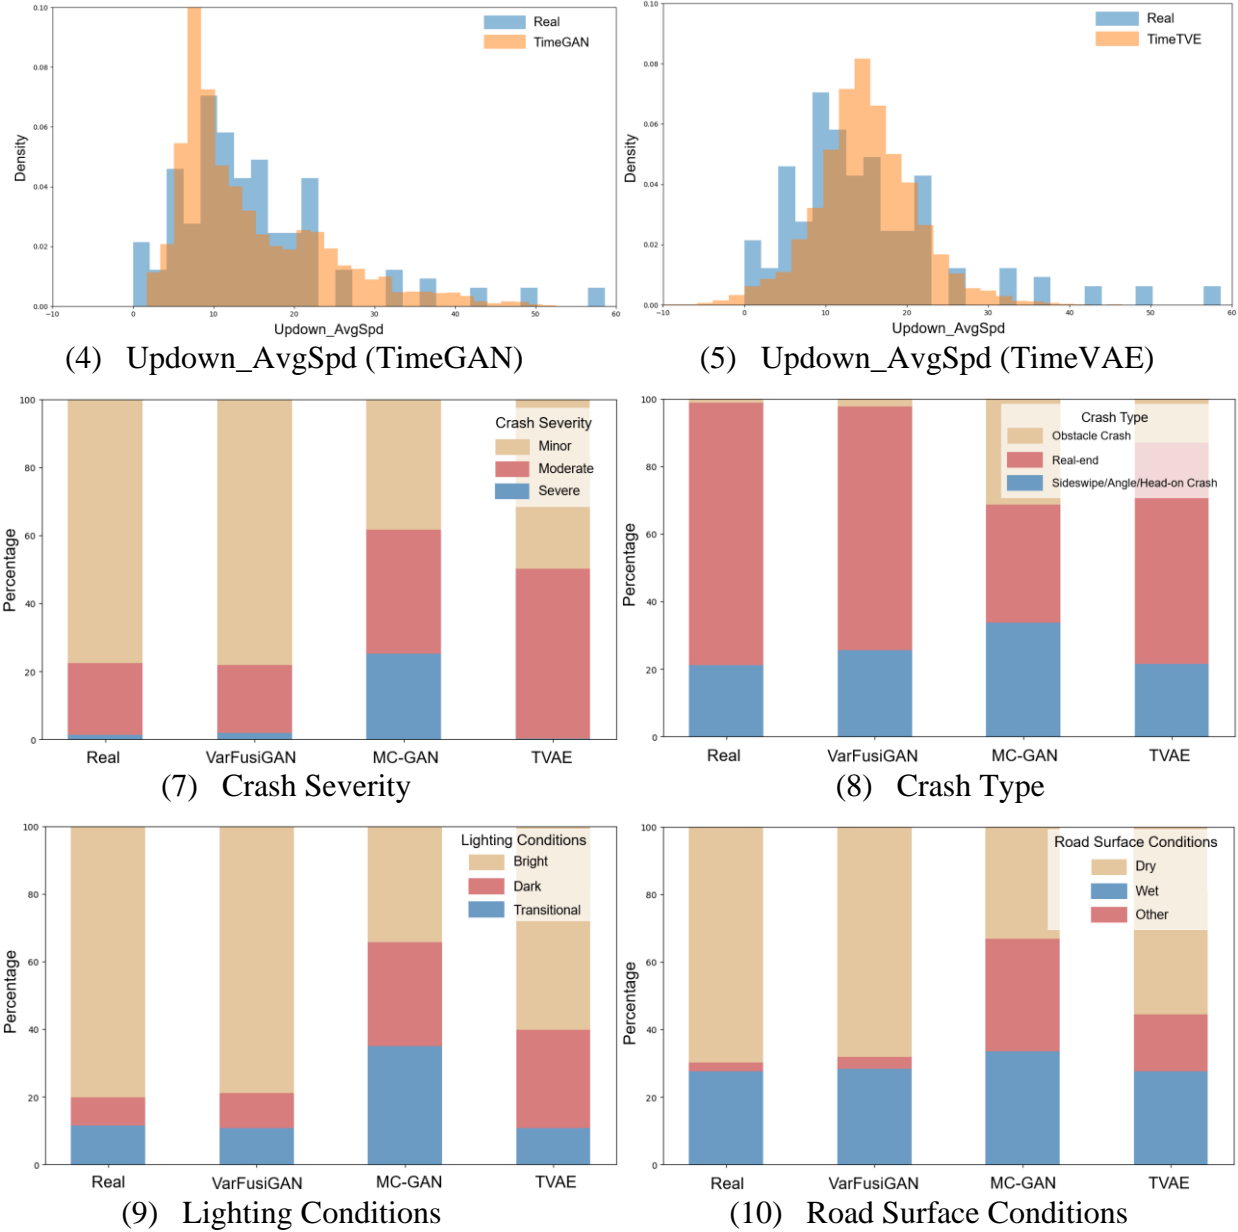 0.10
0.08
0.06
0.04
0.02
0.00
Density
Real
TimeGAN
−10 0 10 20 30 40 50 60
Updown_AvgSpd
(4) Updown_AvgSpd (TimeGAN)
0.10
0.08
0.06
0.04
0.02
0.00
Density
Real
TimeTVE
−10 0 10 20 30 40 50 60
Updown_AvgSpd
(5) Updown_AvgSpd (TimeVAE)
100
80
60
40
20
0
Percentage
Crash Severity
Minor
Moderate
Severe
Real VarFusiGAN MC-GAN TVAE
(7) Crash Severity
100
80
60
40
20
0
Percentage
Crash Type
Obstacle Crash
Real-end
Sideswipe/Angle/Head-on Crash
Real VarFusiGAN MC-GAN TVAE
(8) Crash Type
100
80
60
40
20
0
Percentage
Lighting Conditions
Bright
Dark
Transitional
Real VarFusiGAN MC-GAN TVAE
(9) Lighting Conditions
100
80
60
40
20
0
Percentage
Road Surface Conditions
Dry
Wet
Other
Real VarFusiGAN MC-GAN TVAE
(10) Road Surface Conditions